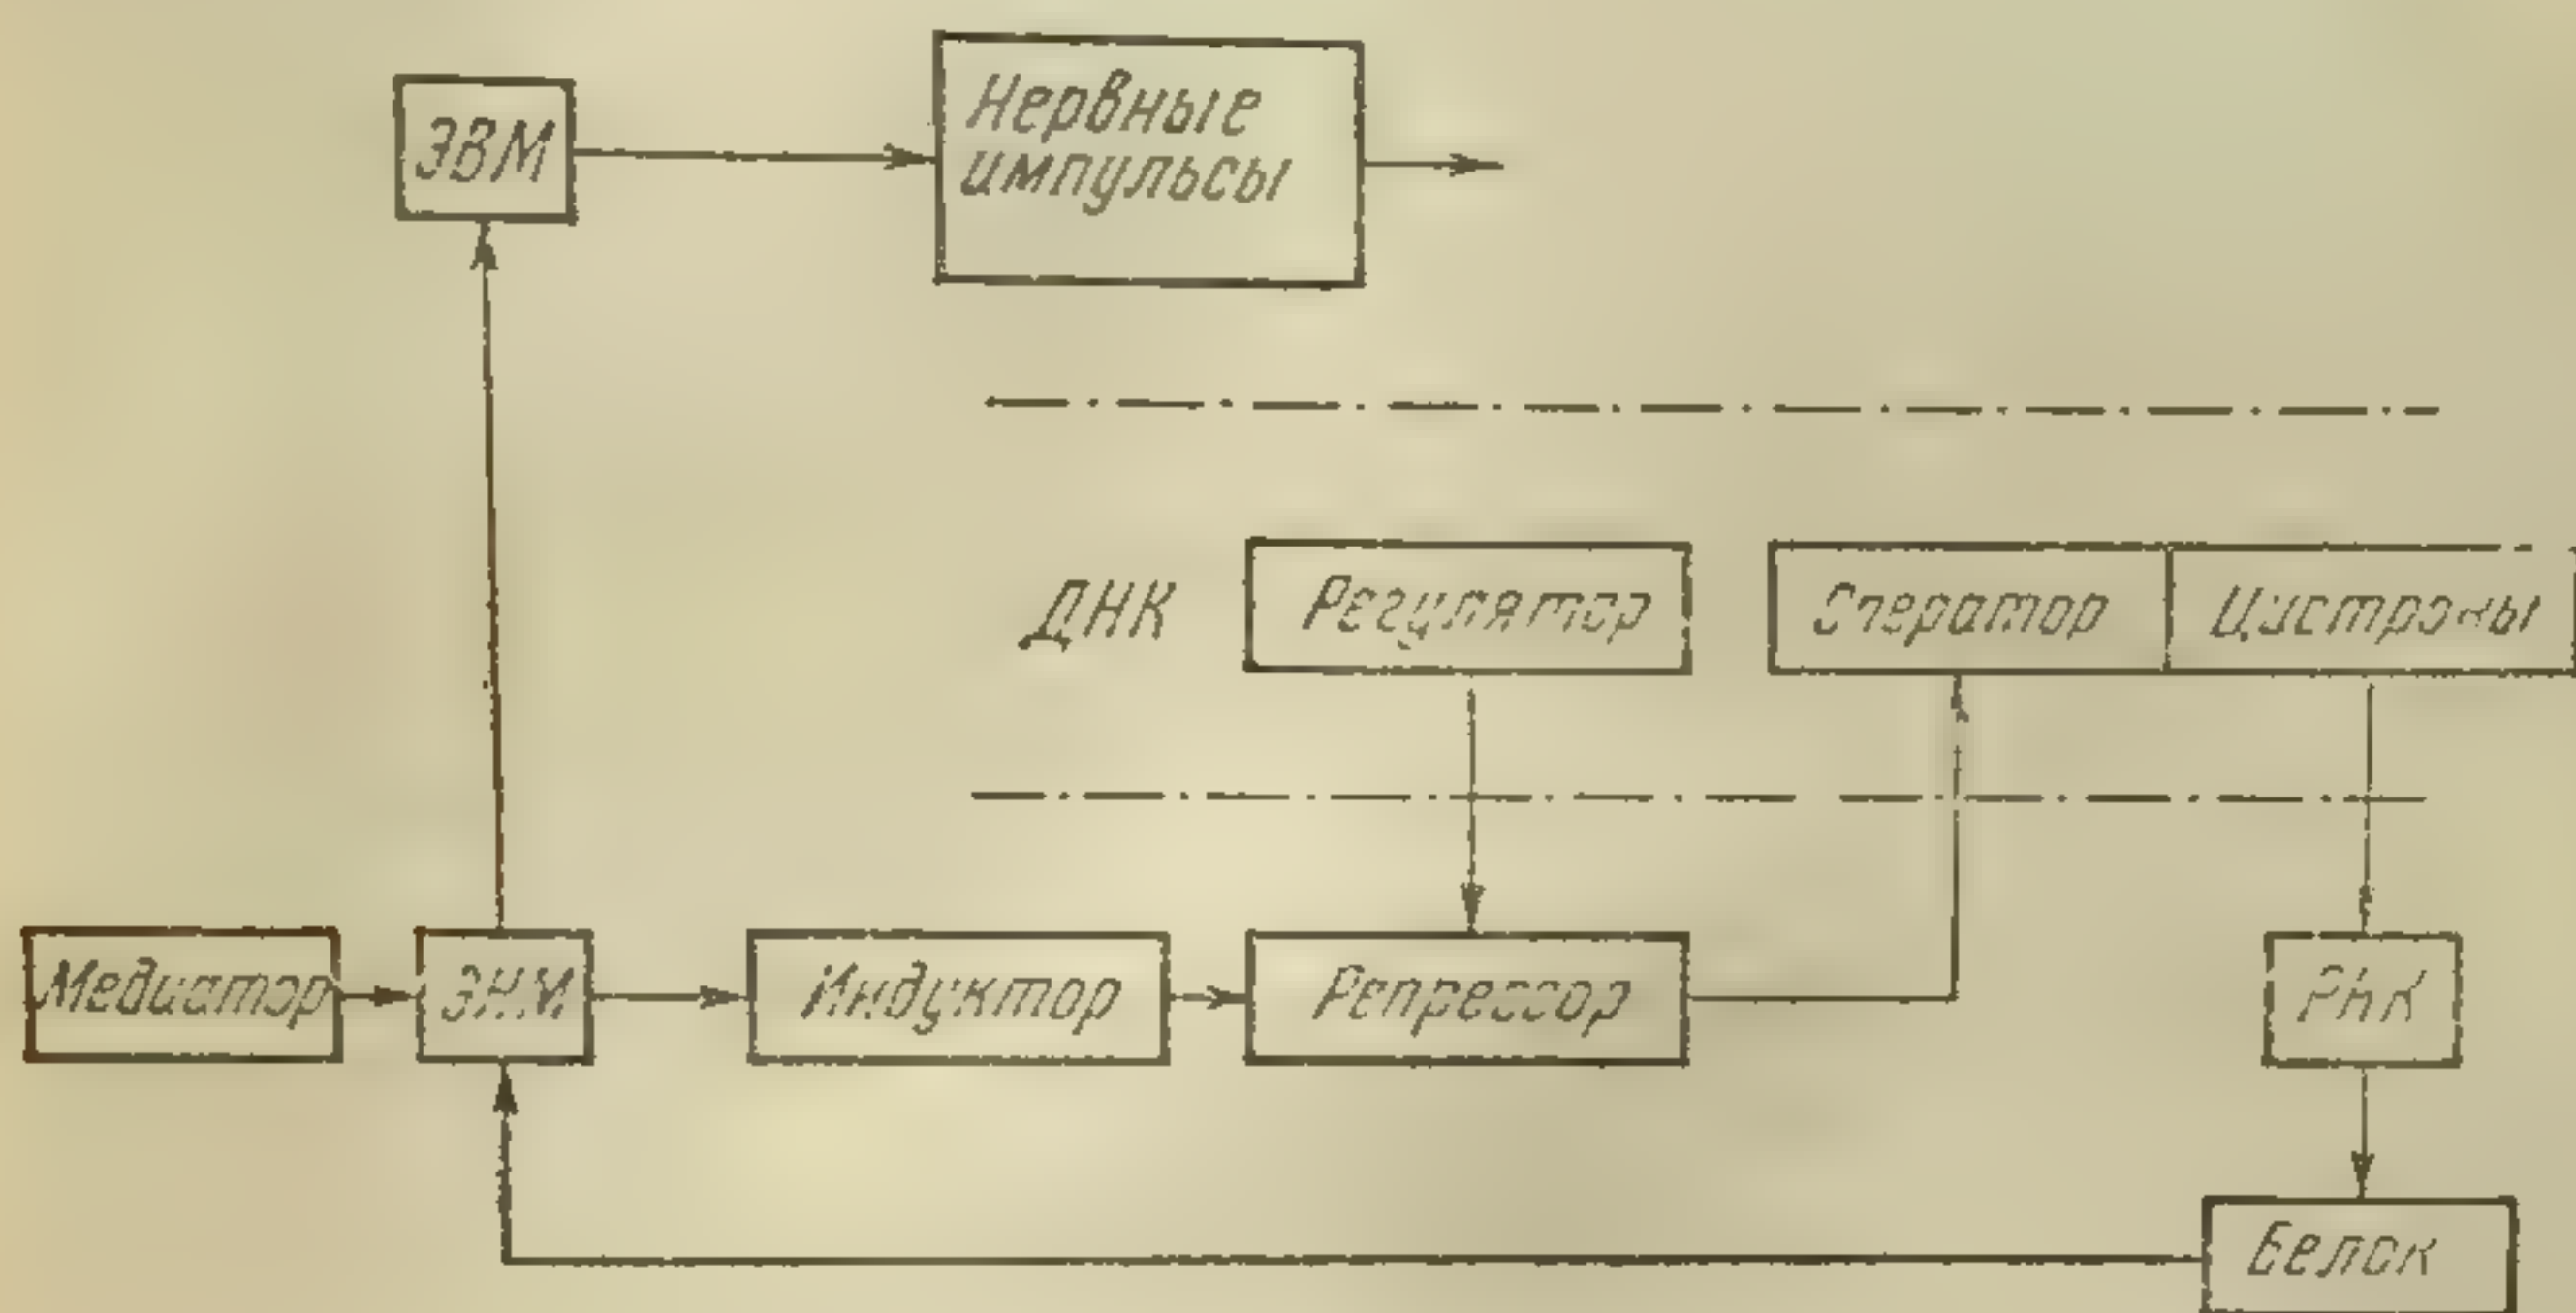 ЭВМ
Нервные
импульсы
ДНК
Регулятор
Оператор
Цистроны
Медиатор
ЭНМ
Индуктор
Репрессор
РНК
Белок